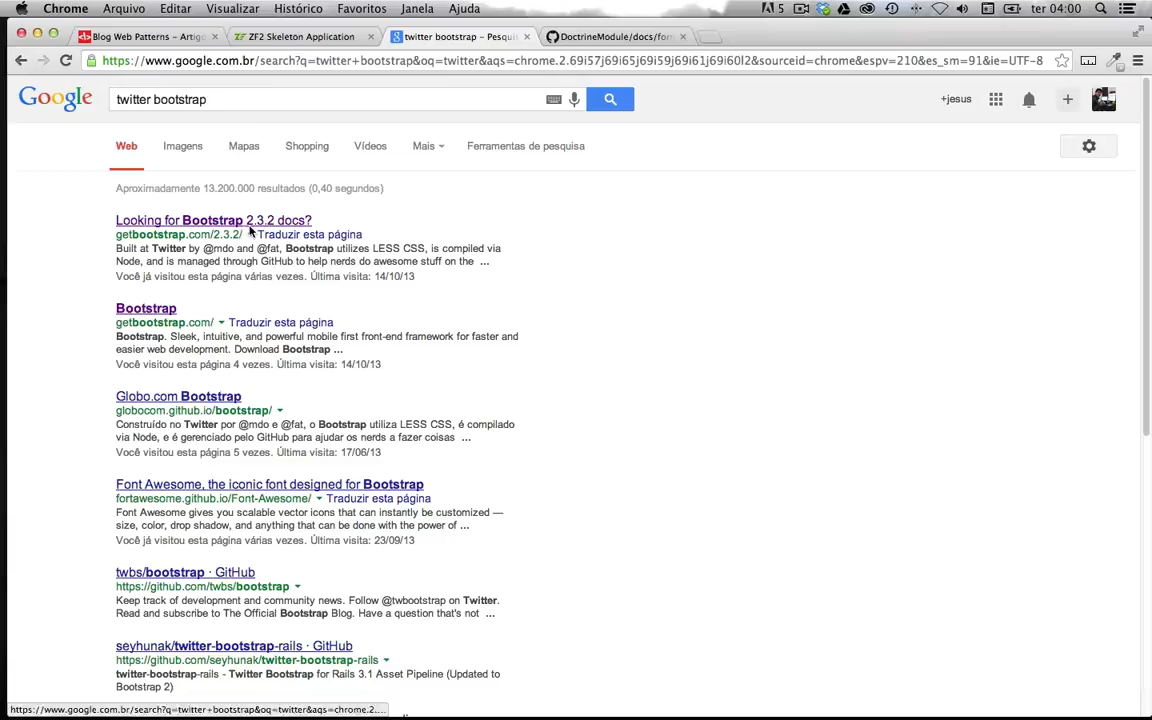 Chrome Arquivo Editar Visualizar Histórico Favoritos Janela Ajuda 5 ter 04:00
Blog Web Patterns – Artigo × ZF2 Skeleton Application × twitter bootstrap – Pesqui × DoctrineModule/docs/form ×
https://www.google.com.br/search?q=twitter+bootstrap&oq=twitter&aqs=chrome.2.69i57j69i65j69i59j69i61j69i60l2&sourceid=chrome&espv=210&es_sm=91&ie=UTF-8
Google twitter bootstrap +jesus
Web Imagens Mapas Shopping Vídeos Mais Ferramentas de pesquisa
Aproximadamente 13.200.000 resultados (0,40 segundos)
Looking for Bootstrap 2.3.2 docs?
getbootstrap.com/2.3.2/ Traduzir esta página
Built at Twitter by @mdo and @fat, Bootstrap utilizes LESS CSS, is compiled via
Node, and is managed through GitHub to help nerds do awesome stuff on the ...
Você já visitou esta página várias vezes. Última visita: 14/10/13
Bootstrap
getbootstrap.com/ Traduzir esta página
Bootstrap. Sleek, intuitive, and powerful mobile first front-end framework for faster and
easier web development. Download Bootstrap ...
Você visitou esta página 4 vezes. Última visita: 14/10/13
Globo.com Bootstrap
globocom.github.io/bootstrap/
Construído no Twitter por @mdo e @fat, o Bootstrap utiliza LESS CSS, é compilado
via Node, e é gerenciado pelo GitHub para ajudar os nerds a fazer coisas ...
Você visitou esta página 5 vezes. Última visita: 17/06/13
Font Awesome, the iconic font designed for Bootstrap
fortawesome.github.io/Font-Awesome/ Traduzir esta página
Font Awesome gives you scalable vector icons that can instantly be customized —
size, color, drop shadow, and anything that can be done with the power of ...
Você já visitou esta página várias vezes. Última visita: 23/09/13
twbs/bootstrap · GitHub
https://github.com/twbs/bootstrap
Keep track of development and community news. Follow @twbootstrap on Twitter.
Read and subscribe to The Official Bootstrap Blog. Have a question that's not ...
seyhunak/twitter-bootstrap-rails · GitHub
https://github.com/seyhunak/twitter-bootstrap-rails
twitter-bootstrap-rails - Twitter Bootstrap for Rails 3.1 Asset Pipeline (Updated to
Bootstrap 2)
https://www.google.com.br/search?q=twitter+bootstrap&oq=twitter&aqs=chrome.2....